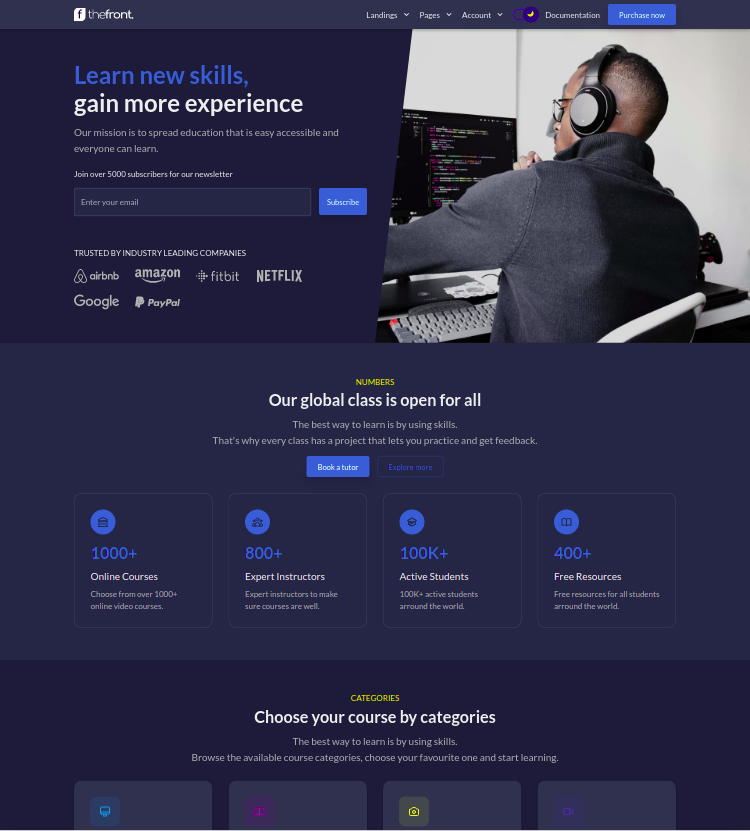 thefront.
Landings Pages Account Documentation Purchase now
Learn new skills,
gain more experience
Our mission is to spread education that is easy accessible and
everyone can learn.
Join over 5000 subscribers for our newsletter
Enter your email Subscribe
TRUSTED BY INDUSTRY LEADING COMPANIES
airbnb amazon fitbit NETFLIX
Google PayPal
NUMBERS
Our global class is open for all
The best way to learn is by using skills.
That's why every class has a project that lets you practice and get feedback.
Book a tutor Explore more
1000+
Online Courses
Choose from over 1000+
online video courses.
800+
Expert Instructors
Expert instructors to make
sure courses are well.
100K+
Active Students
100K+ active students
arround the world.
400+
Free Resources
Free resources for all students
arround the world.
CATEGORIES
Choose your course by categories
The best way to learn is by using skills.
Browse the available course categories, choose your favourite one and start learning.